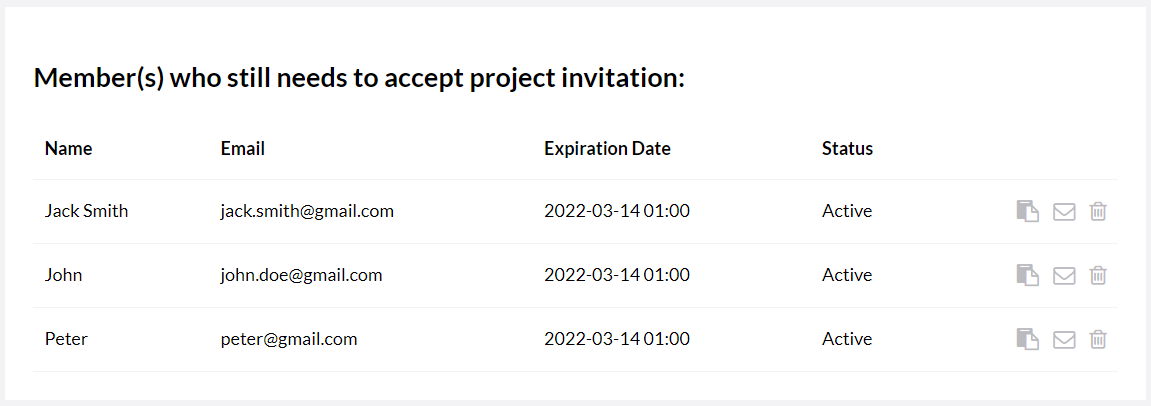 Member(s) who still needs to accept project invitation:
Name Email Expiration Date Status
Jack Smith jack.smith@gmail.com 2022-03-14 01:00 Active
John john.doe@gmail.com 2022-03-14 01:00 Active
Peter peter@gmail.com 2022-03-14 01:00 Active